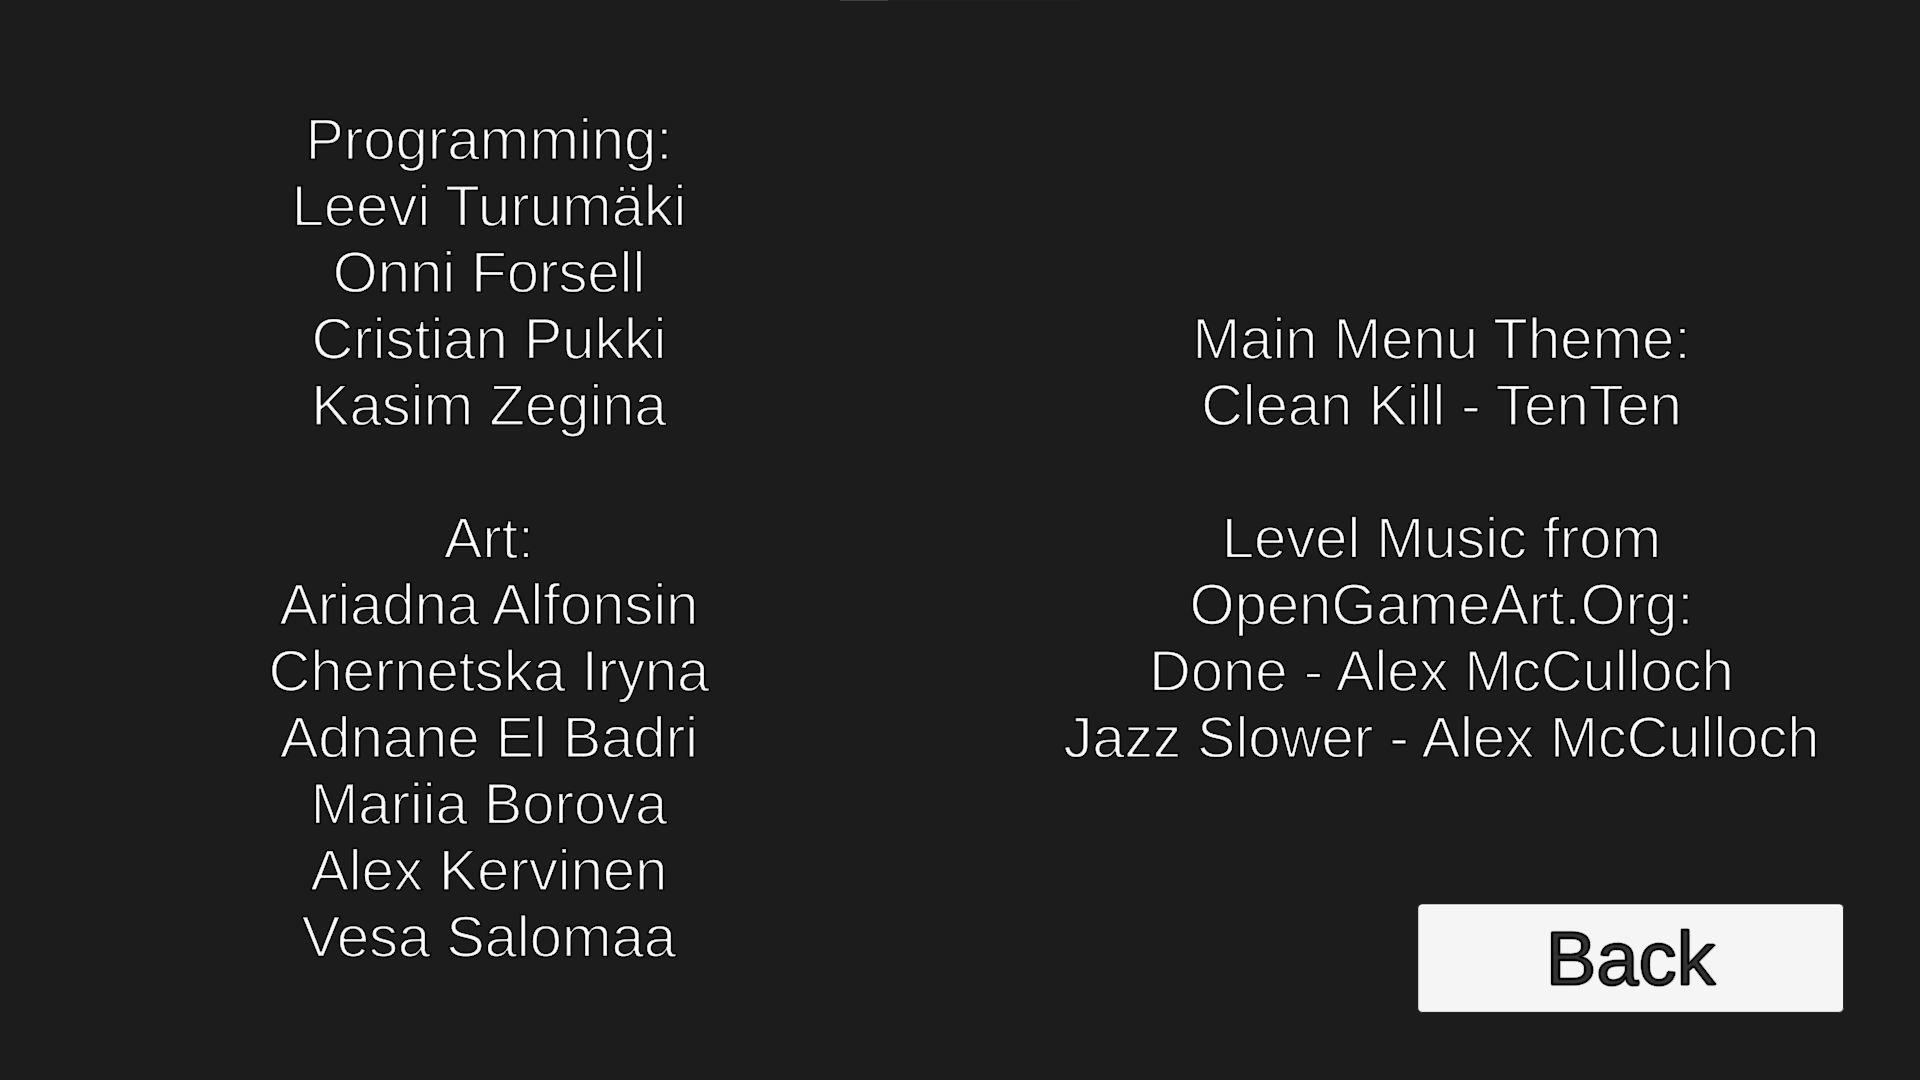 Programming:
Leevi Turumäki
Onni Forsell
Cristian Pukki
Kasim Zegina
Art:
Ariadna Alfonsin
Chernetska Iryna
Adnane El Badri
Mariia Borova
Alex Kervinen
Vesa Salomaa
Main Menu Theme:
Clean Kill - TenTen
Level Music from
OpenGameArt.Org:
Done - Alex McCulloch
Jazz Slower - Alex McCulloch
Back